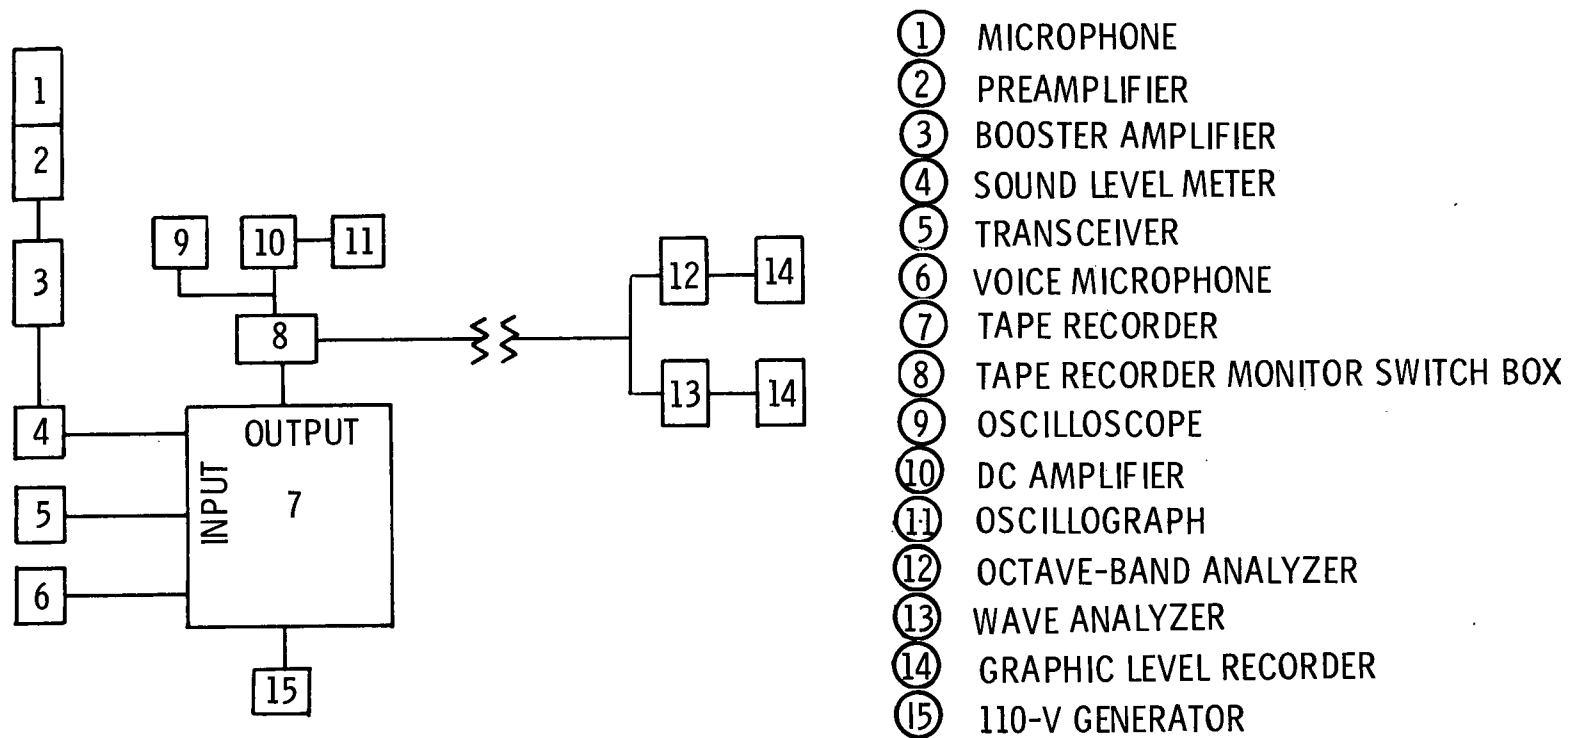 1
2
3
4
5
6
7
INPUT
OUTPUT
8
9
10
11
12
14
13
14
15
① MICROPHONE
② PREAMPLIFIER
③ BOOSTER AMPLIFIER
④ SOUND LEVEL METER
⑤ TRANSCEIVER
⑥ VOICE MICROPHONE
⑦ TAPE RECORDER
⑧ TAPE RECORDER MONITOR SWITCH BOX
⑨ OSCILLOSCOPE
⑩ DC AMPLIFIER
⑪ OSCILLOGRAPH
⑫ OCTAVE-BAND ANALYZER
⑬ WAVE ANALYZER
⑭ GRAPHIC LEVEL RECORDER
⑮ 110-V GENERATOR